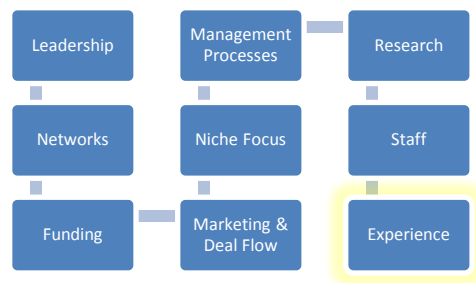 Leadership
Management
Processes
Research
Networks
Niche Focus
Staff
Funding
Marketing &
Deal Flow
Experience